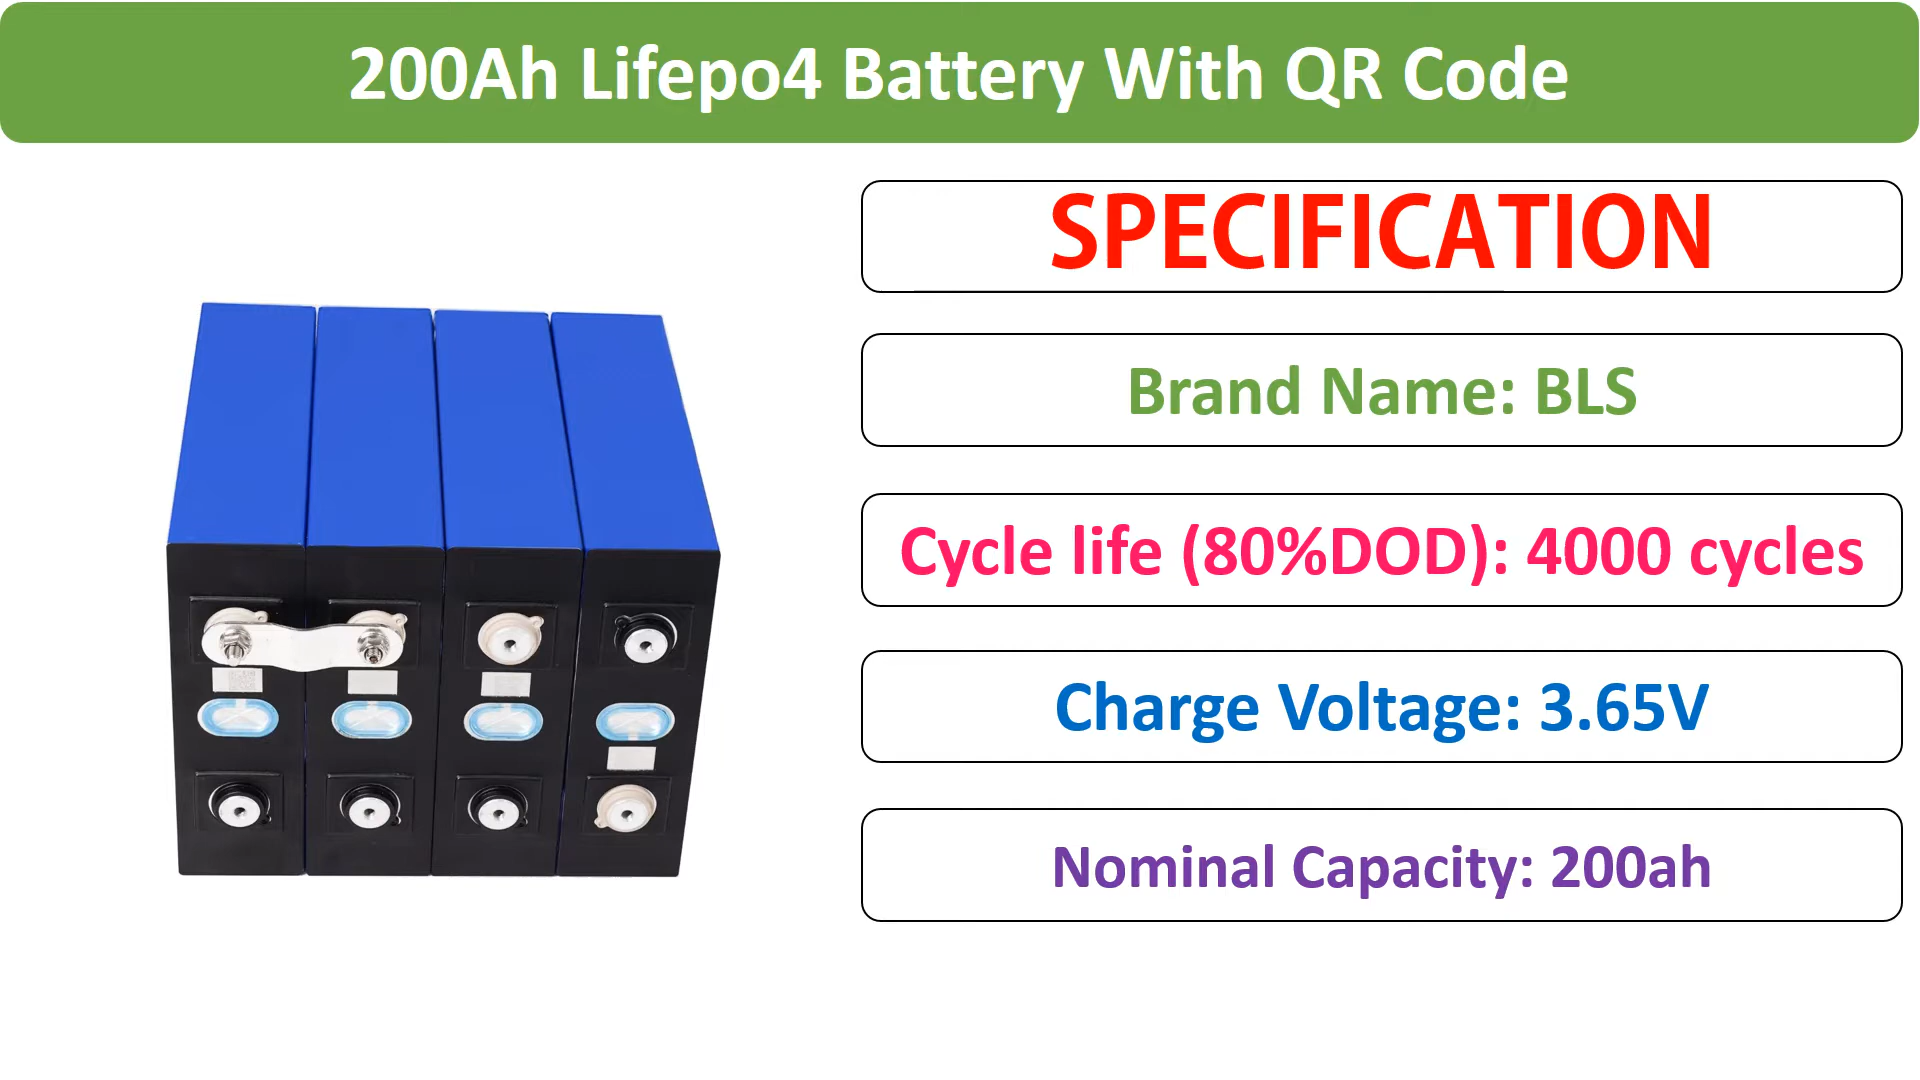 200Ah Lifepo4 Battery With QR Code
SPECIFICATION
Brand Name: BLS
Cycle life (80%DOD): 4000 cycles
Charge Voltage: 3.65V
Nominal Capacity: 200ah